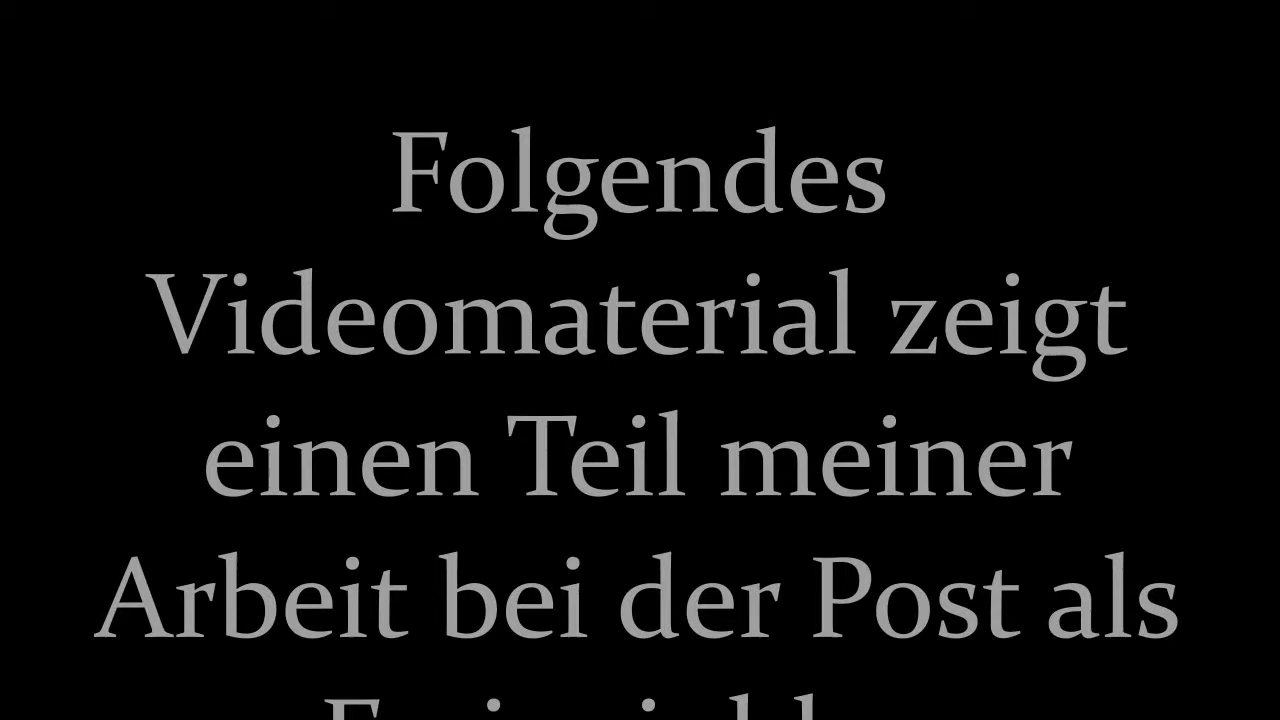 Folgendes
Videomaterial zeigt
einen Teil meiner
Arbeit bei der Post als